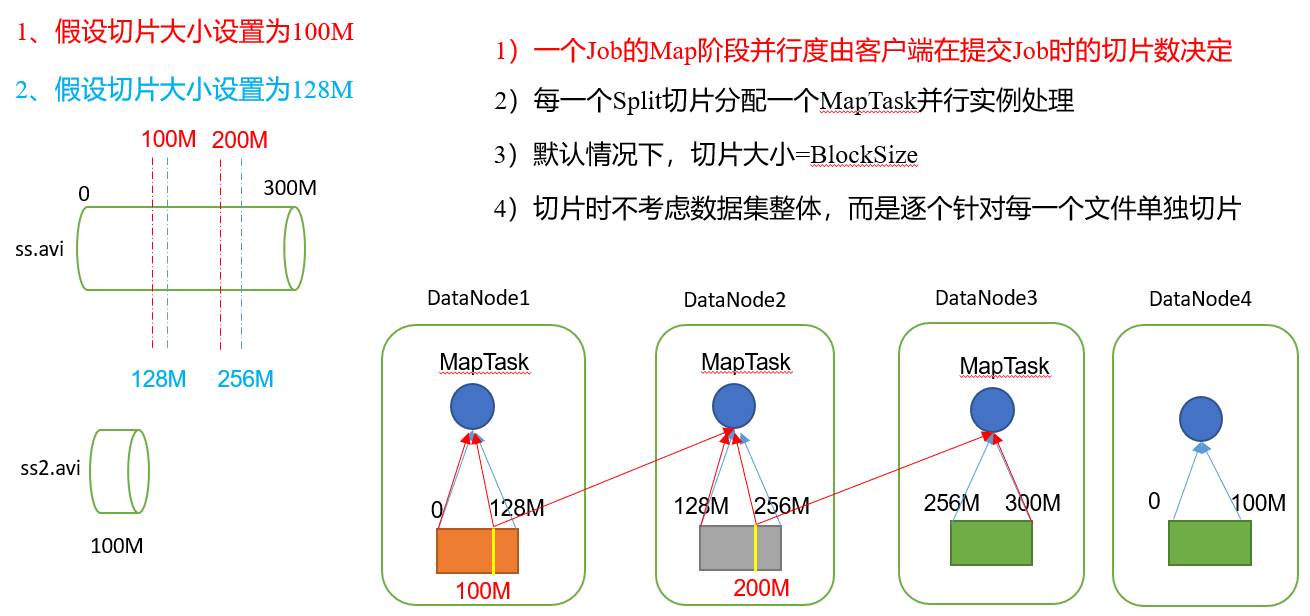 1、假设切片大小设置为100M
2、假设切片大小设置为128M
1）一个Job的Map阶段并行度由客户端在提交Job时的切片数决定
2）每一个Split切片分配一个MapTask并行实例处理
3）默认情况下，切片大小=BlockSize
4）切片时不考虑数据集整体，而是逐个针对每一个文件单独切片
100M 200M
0 300M
ss.avi
128M 256M
ss2.avi
100M
DataNode1 DataNode2 DataNode3 DataNode4
MapTask MapTask MapTask
0 128M 128M 256M 256M 300M 0 100M
100M 200M